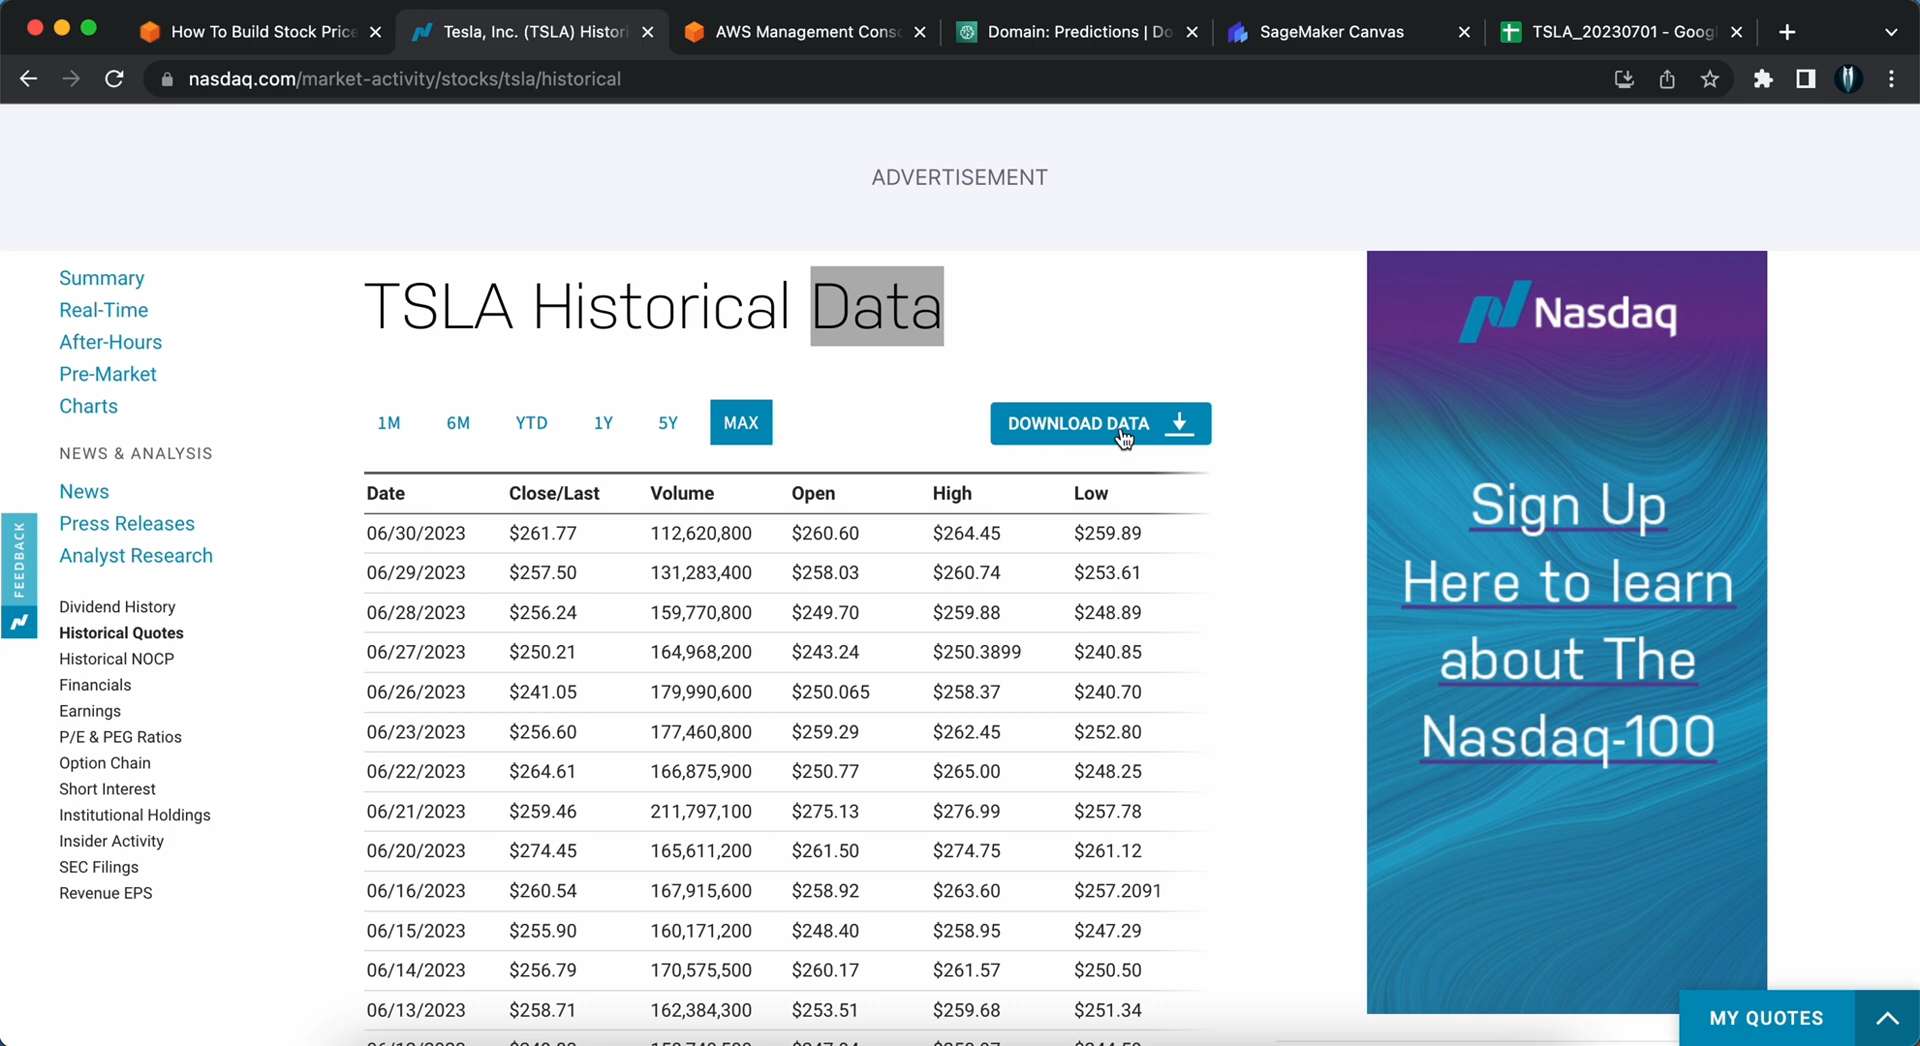 How To Build Stock Price
Tesla, Inc. (TSLA) Histori
AWS Management Conso
Domain: Predictions | Do
SageMaker Canvas
TSLA_20230701 - Googl
nasdaq.com/market-activity/stocks/tsla/historical
ADVERTISEMENT
Summary
Real-Time
After-Hours
Pre-Market
Charts
NEWS & ANALYSIS
News
Press Releases
Analyst Research
FEEDBACK
Dividend History
Historical Quotes
Historical NOCP
Financials
Earnings
P/E & PEG Ratios
Option Chain
Short Interest
Institutional Holdings
Insider Activity
SEC Filings
Revenue EPS
TSLA Historical Data
1M 6M YTD 1Y 5Y MAX
DOWNLOAD DATA
Date Close/Last Volume Open High Low
06/30/2023 $261.77 112,620,800 $260.60 $264.45 $259.89
06/29/2023 $257.50 131,283,400 $258.03 $260.74 $253.61
06/28/2023 $256.24 159,770,800 $249.70 $259.88 $248.89
06/27/2023 $250.21 164,968,200 $243.24 $250.3899 $240.85
06/26/2023 $241.05 179,990,600 $250.065 $258.37 $240.70
06/23/2023 $256.60 177,460,800 $259.29 $262.45 $252.80
06/22/2023 $264.61 166,875,900 $250.77 $265.00 $248.25
06/21/2023 $259.46 211,797,100 $275.13 $276.99 $257.78
06/20/2023 $274.45 165,611,200 $261.50 $274.75 $261.12
06/16/2023 $260.54 167,915,600 $258.92 $263.60 $257.2091
06/15/2023 $255.90 160,171,200 $248.40 $258.95 $247.29
06/14/2023 $256.79 170,575,500 $260.17 $261.57 $250.50
06/13/2023 $258.71 162,384,300 $253.51 $259.68 $251.34
Nasdaq
Sign Up
Here to learn
about The
Nasdaq-100
MY QUOTES